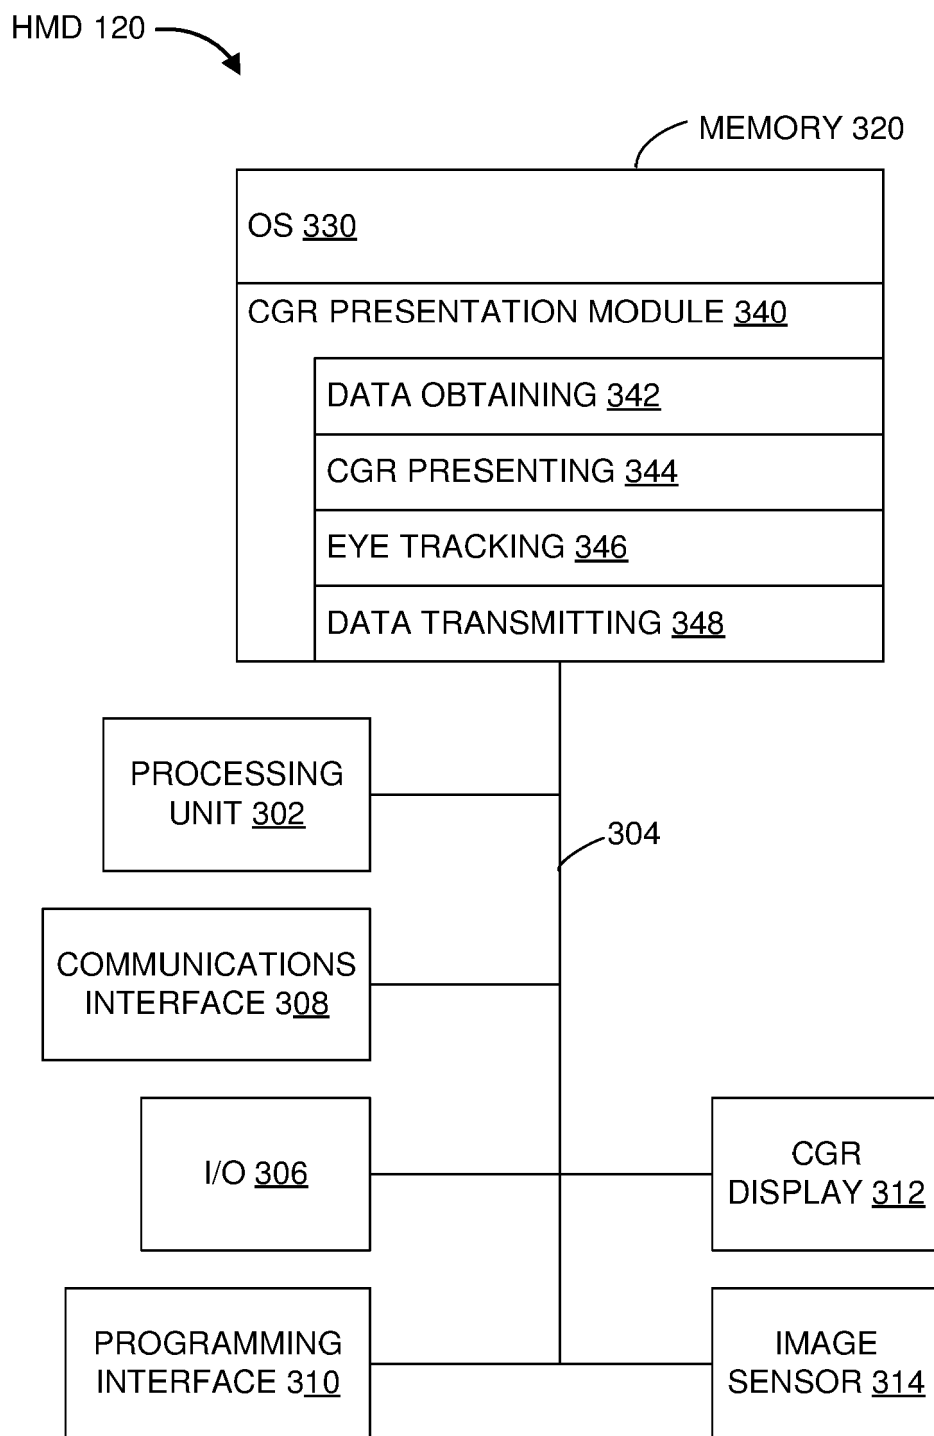 HMD 120
MEMORY 320
OS 330
CGR PRESENTATION MODULE 340
DATA OBTAINING 342
CGR PRESENTING 344
EYE TRACKING 346
DATA TRANSMITTING 348
PROCESSING
UNIT 302
304
COMMUNICATIONS
INTERFACE 308
I/O 306
CGR
DISPLAY 312
PROGRAMMING
INTERFACE 310
IMAGE
SENSOR 314